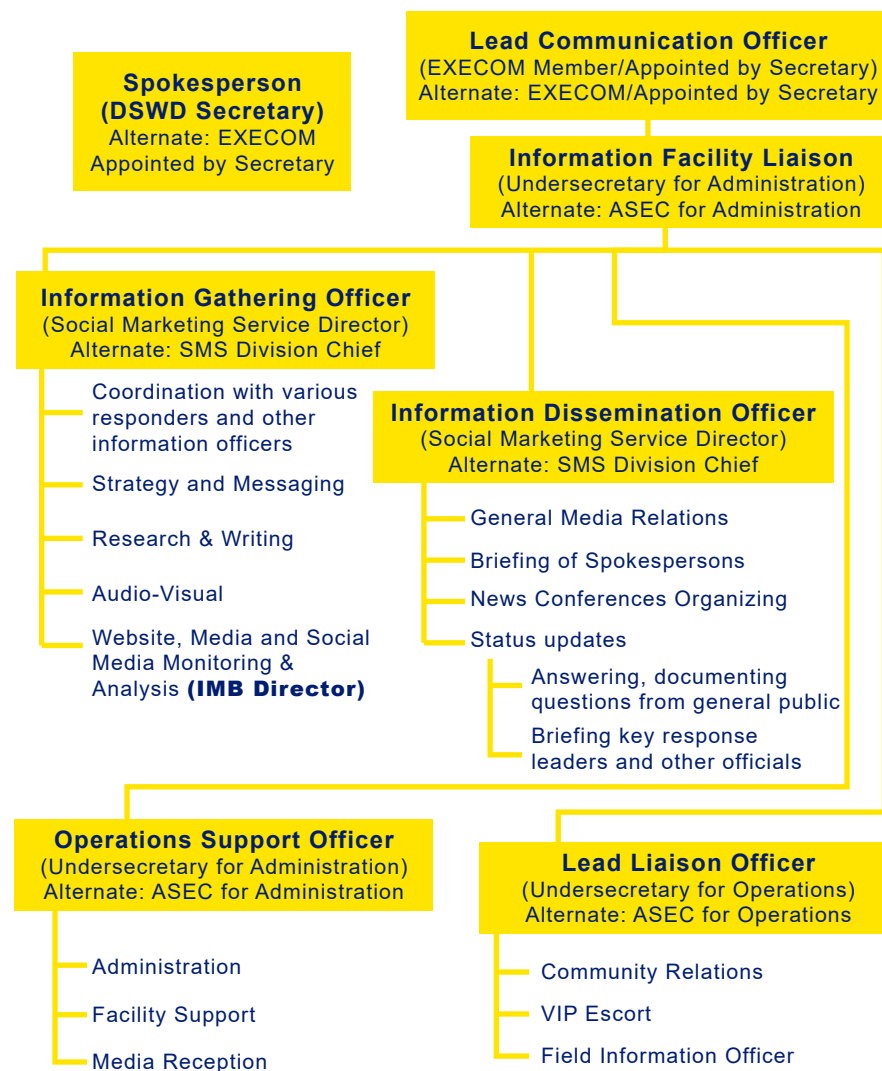 Spokesperson
(DSWD Secretary)
Alternate: EXECOM
Appointed by Secretary
Lead Communication Officer
(EXECOM Member/Appointed by Secretary)
Alternate: EXECOM/Appointed by Secretary
Information Facility Liaison
(Undersecretary for Administration)
Alternate: ASEC for Administration
Information Gathering Officer
(Social Marketing Service Director)
Alternate: SMS Division Chief
Coordination with various
responders and other
information officers
Strategy and Messaging
Research & Writing
Audio-Visual
Website, Media and Social
Media Monitoring &
Analysis (IMB Director)
Information Dissemination Officer
(Social Marketing Service Director)
Alternate: SMS Division Chief
General Media Relations
Briefing of Spokespersons
News Conferences Organizing
Status updates
Answering, documenting
questions from general public
Briefing key response
leaders and other officials
Operations Support Officer
(Undersecretary for Administration)
Alternate: ASEC for Administration
Administration
Facility Support
Media Reception
Lead Liaison Officer
(Undersecretary for Operations)
Alternate: ASEC for Operations
Community Relations
VIP Escort
Field Information Officer